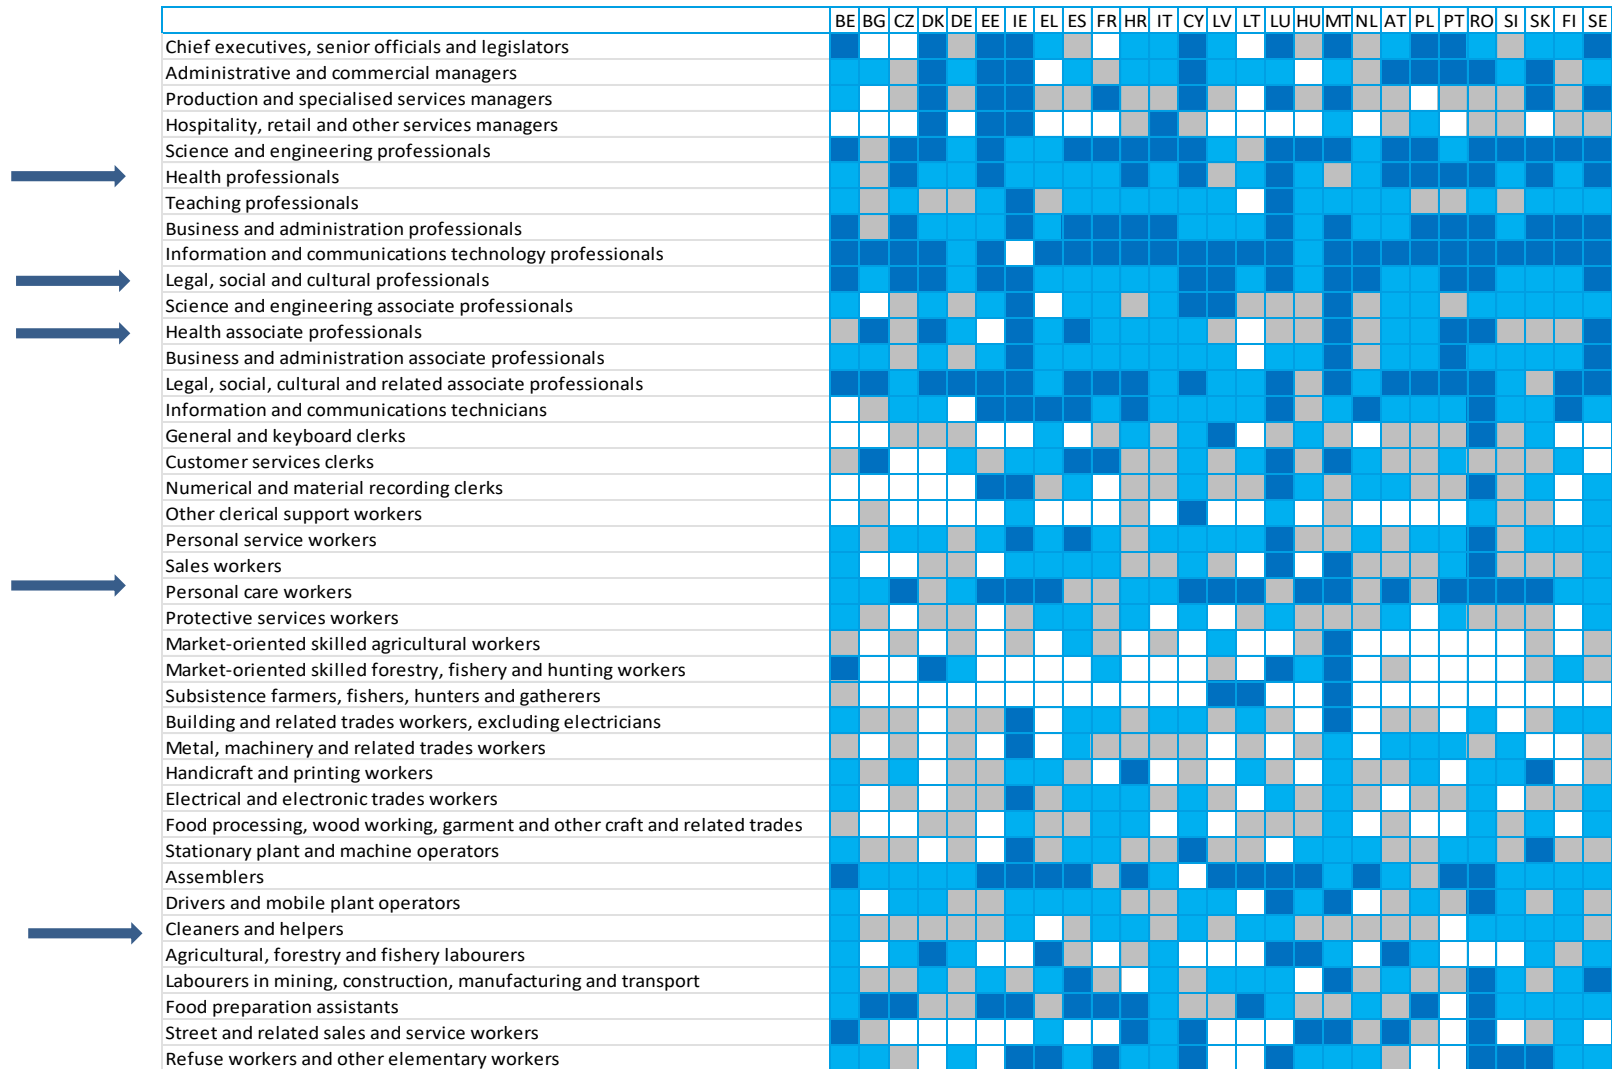 BE BG CZ DK DE EE IE EL ES FR HR IT CY LV LT LU HU MT NL AT PL PT RO SI SK FI SE
Chief executives, senior officials and legislators
Administrative and commercial managers
Production and specialised services managers
Hospitality, retail and other services managers
Science and engineering professionals
Health professionals
Teaching professionals
Business and administration professionals
Information and communications technology professionals
Legal, social and cultural professionals
Science and engineering associate professionals
Health associate professionals
Business and administration associate professionals
Legal, social, cultural and related associate professionals
Information and communications technicians
General and keyboard clerks
Customer services clerks
Numerical and material recording clerks
Other clerical support workers
Personal service workers
Sales workers
Personal care workers
Protective services workers
Market-oriented skilled agricultural workers
Market-oriented skilled forestry, fishery and hunting workers
Subsistence farmers, fishers, hunters and gatherers
Building and related trades workers, excluding electricians
Metal, machinery and related trades workers
Handicraft and printing workers
Electrical and electronic trades workers
Food processing, wood working, garment and other craft and related trades
Stationary plant and machine operators
Assemblers
Drivers and mobile plant operators
Cleaners and helpers
Agricultural, forestry and fishery labourers
Labourers in mining, construction, manufacturing and transport
Food preparation assistants
Street and related sales and service workers
Refuse workers and other elementary workers